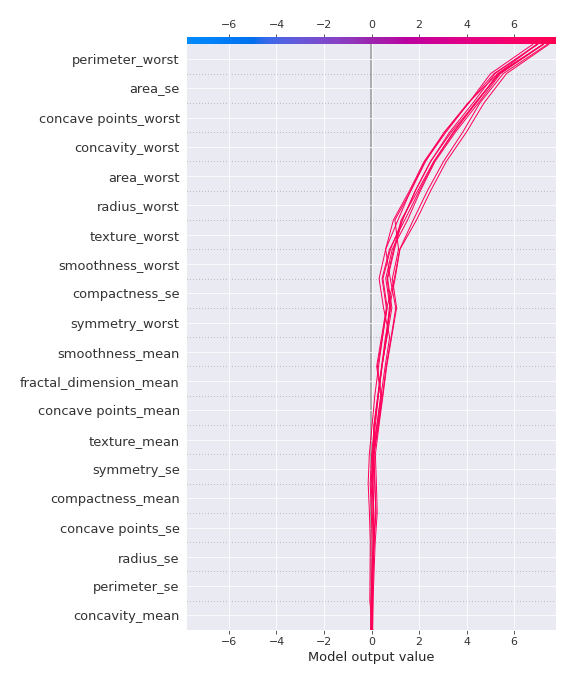 −6 −4 −2 0 2 4 6
perimeter_worst
area_se
concave points_worst
concavity_worst
area_worst
radius_worst
texture_worst
smoothness_worst
compactness_se
symmetry_worst
smoothness_mean
fractal_dimension_mean
concave points_mean
texture_mean
symmetry_se
compactness_mean
concave points_se
radius_se
perimeter_se
concavity_mean
−6 −4 −2 0 2 4 6
Model output value